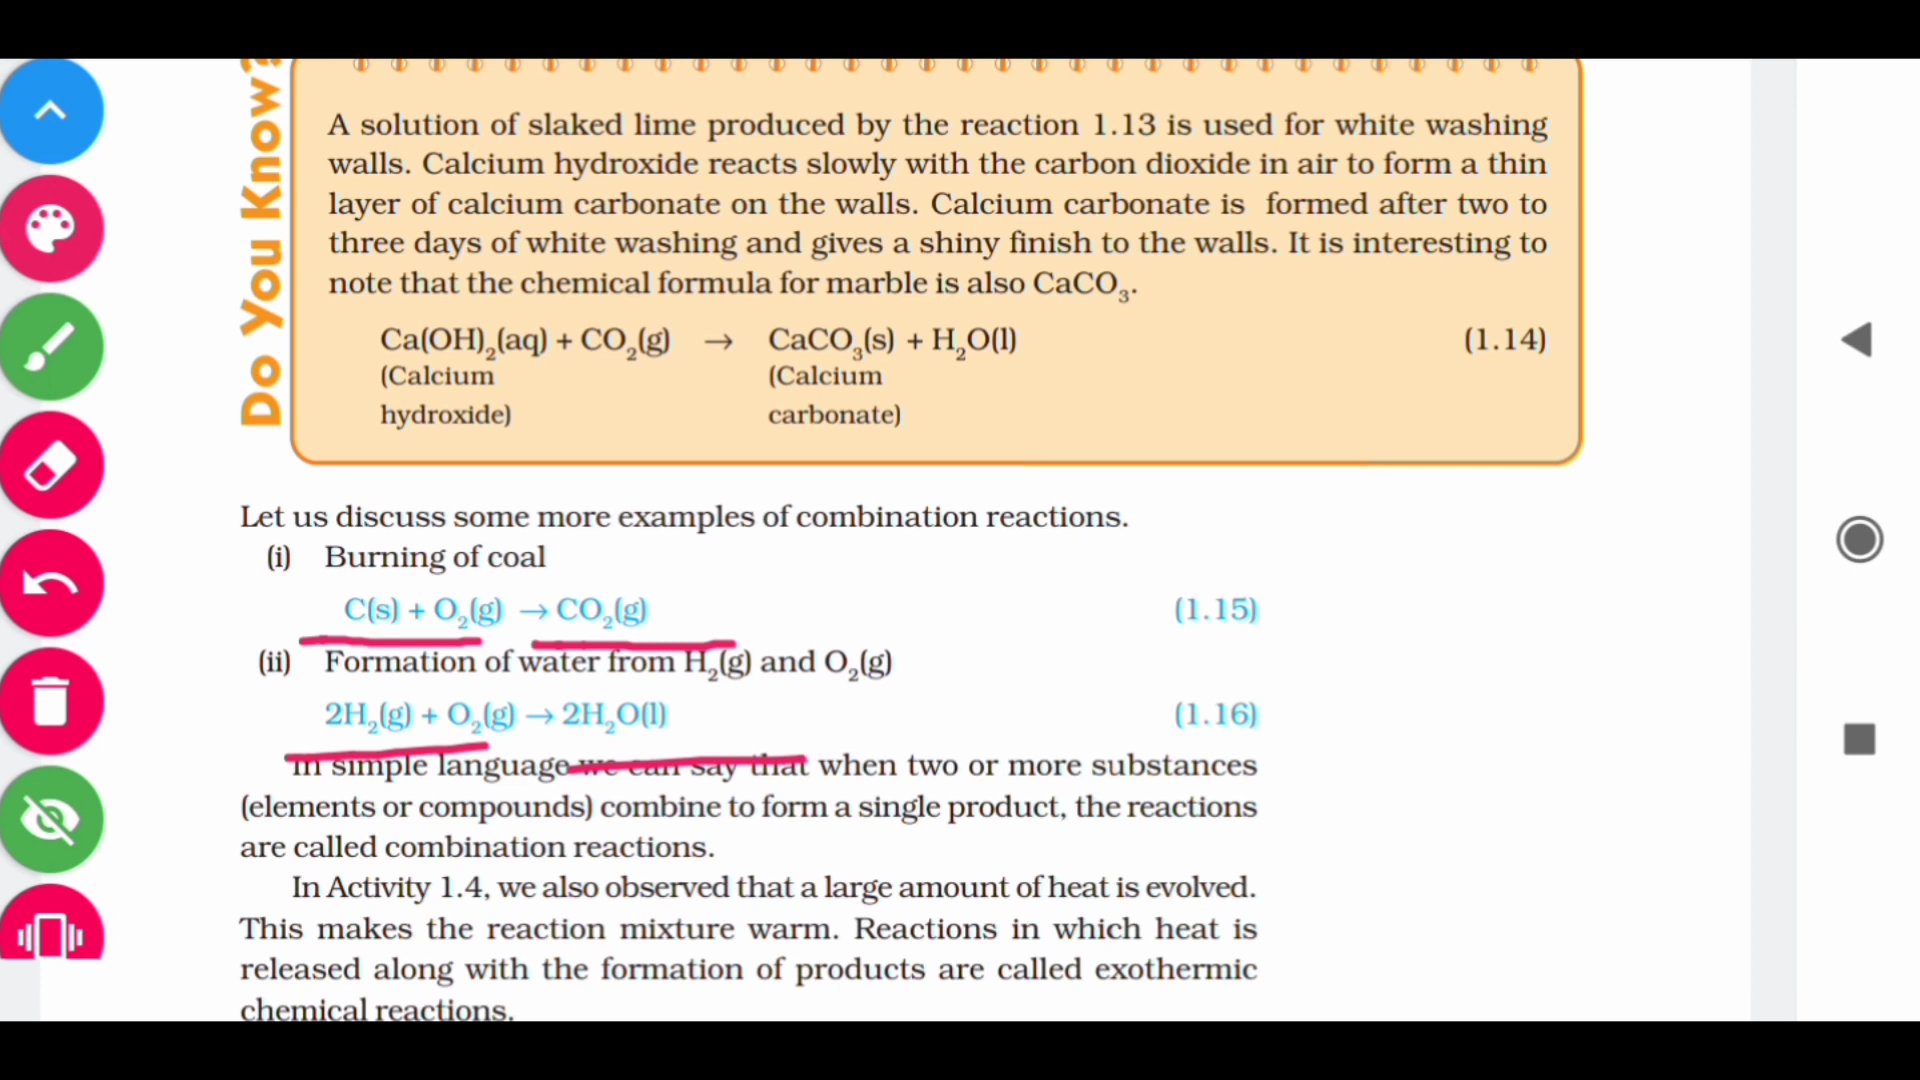 Do You Know?
A solution of slaked lime produced by the reaction 1.13 is used for white washing
walls. Calcium hydroxide reacts slowly with the carbon dioxide in air to form a thin
layer of calcium carbonate on the walls. Calcium carbonate is formed after two to
three days of white washing and gives a shiny finish to the walls. It is interesting to
note that the chemical formula for marble is also CaCO₃.
Ca(OH)₂(aq) + CO₂(g) → CaCO₃(s) + H₂O(l) (1.14)
(Calcium (Calcium
hydroxide) carbonate)
Let us discuss some more examples of combination reactions.
(i) Burning of coal
C(s) + O₂(g) → CO₂(g) (1.15)
(ii) Formation of water from H₂(g) and O₂(g)
2H₂(g) + O₂(g) → 2H₂O(l) (1.16)
In simple language we can say that when two or more substances
(elements or compounds) combine to form a single product, the reactions
are called combination reactions.
In Activity 1.4, we also observed that a large amount of heat is evolved.
This makes the reaction mixture warm. Reactions in which heat is
released along with the formation of products are called exothermic
chemical reactions.